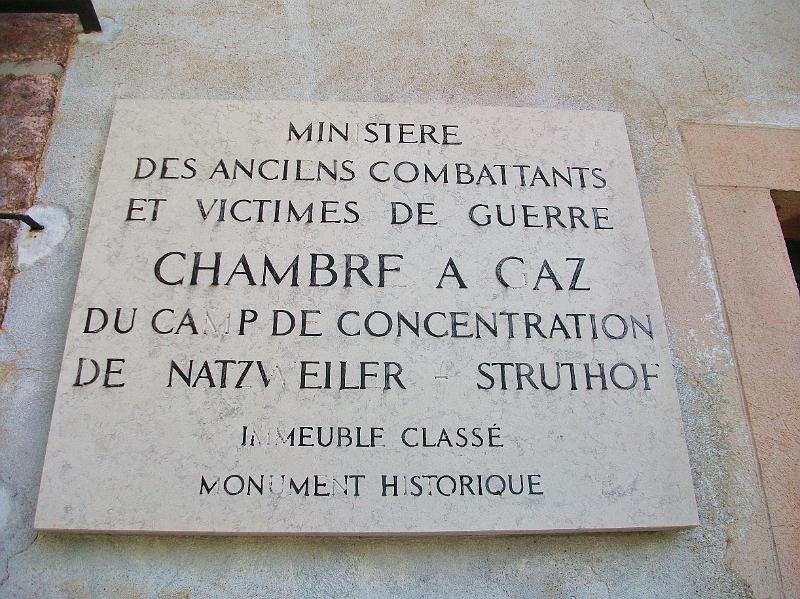 MINISTERE
DES ANCIENS COMBATTANTS
ET VICTIMES DE GUERRE
CHAMBRE A GAZ
DU CAMP DE CONCENTRATION
DE NATZWEILER - STRUTHOF
IMMEUBLE CLASSÉ
MONUMENT HISTORIQUE